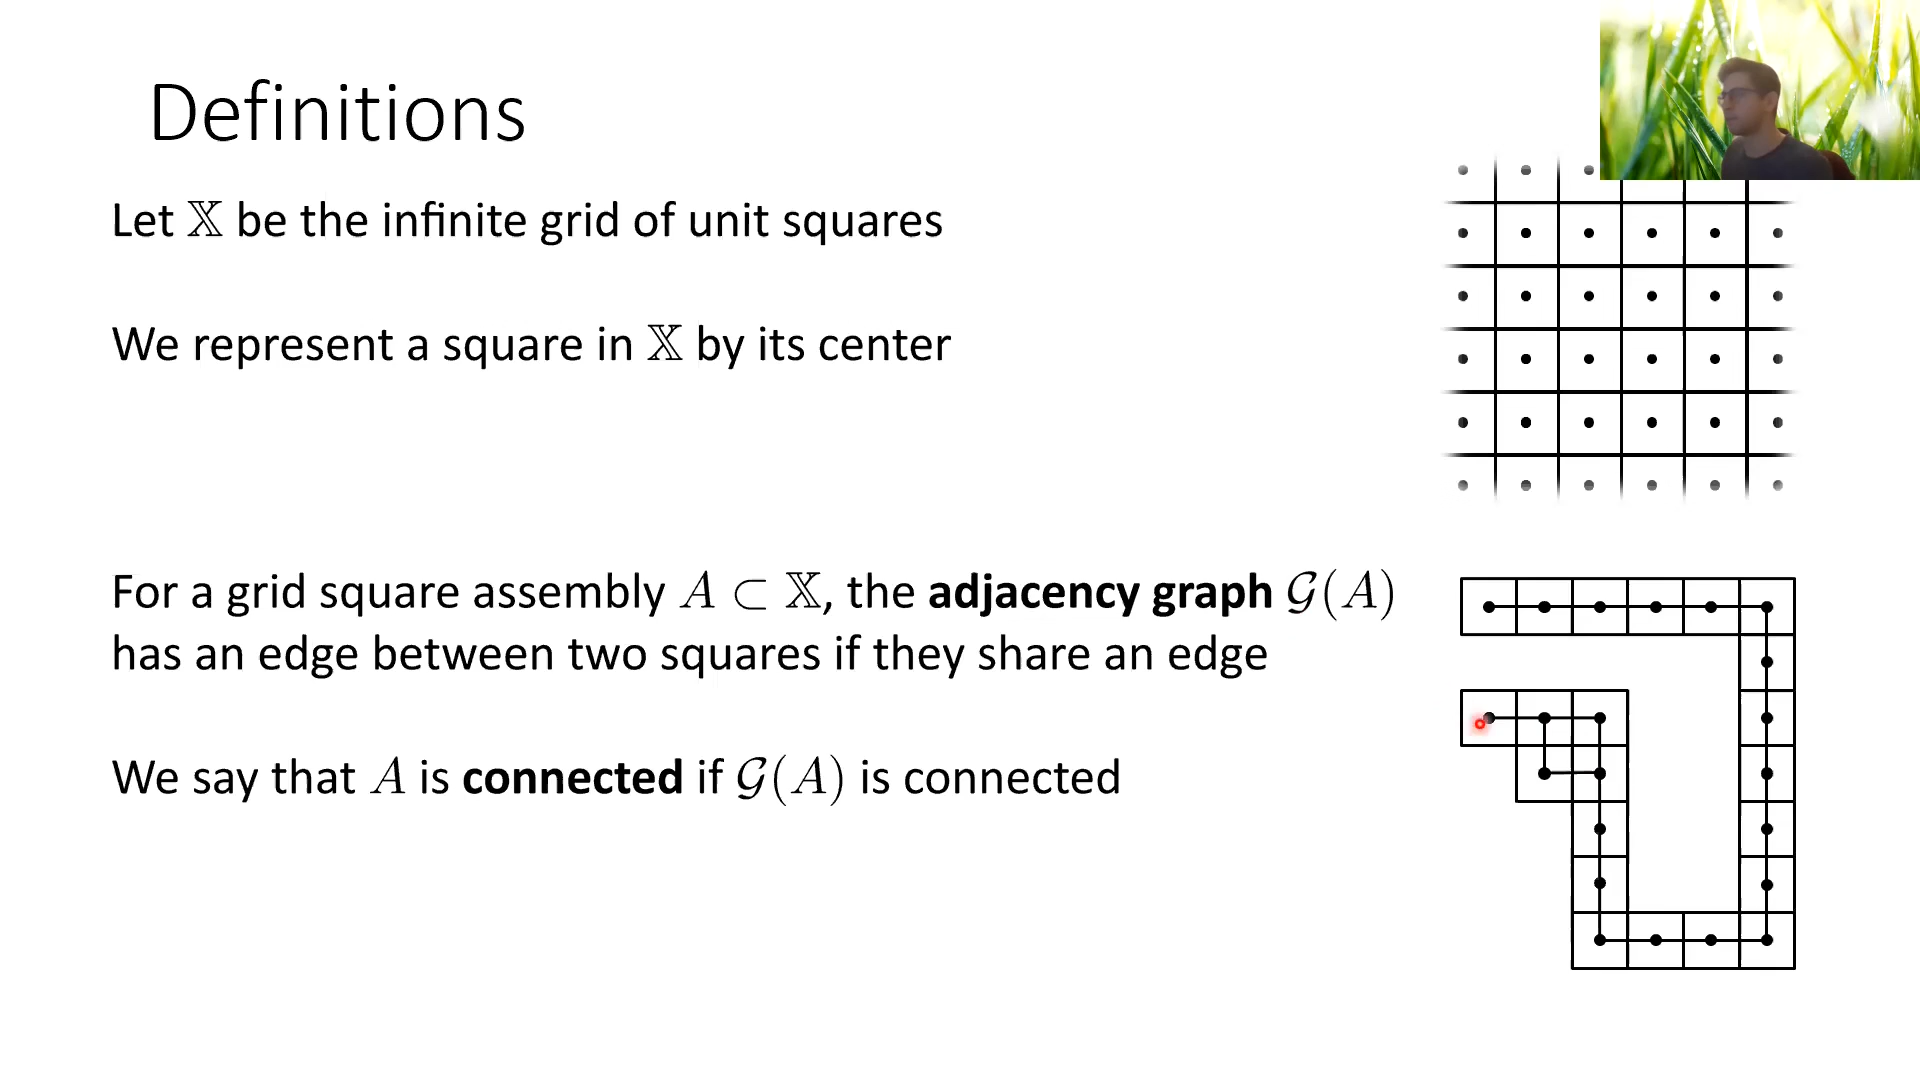 Definitions
Let 𝕏 be the infinite grid of unit squares
We represent a square in 𝕏 by its center
For a grid square assembly A ⊂ 𝕏, the adjacency graph 𝒢(A)
has an edge between two squares if they share an edge
We say that A is connected if 𝒢(A) is connected